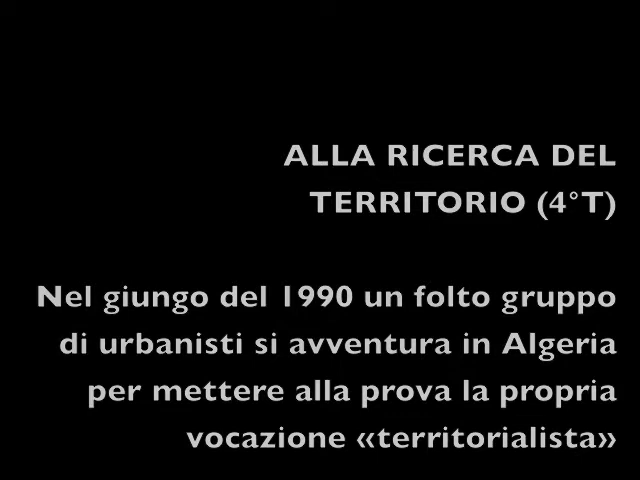 ALLA RICERCA DEL
TERRITORIO (4°T)
Nel giungo del 1990 un folto gruppo
di urbanisti si avventura in Algeria
per mettere alla prova la propria
vocazione «territorialista»